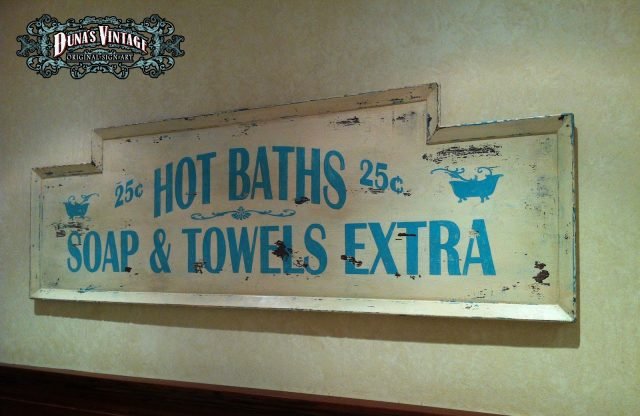 DUNA'S VINTAGE
ORIGINAL SIGN ART
25¢ HOT BATHS 25¢
SOAP & TOWELS EXTRA